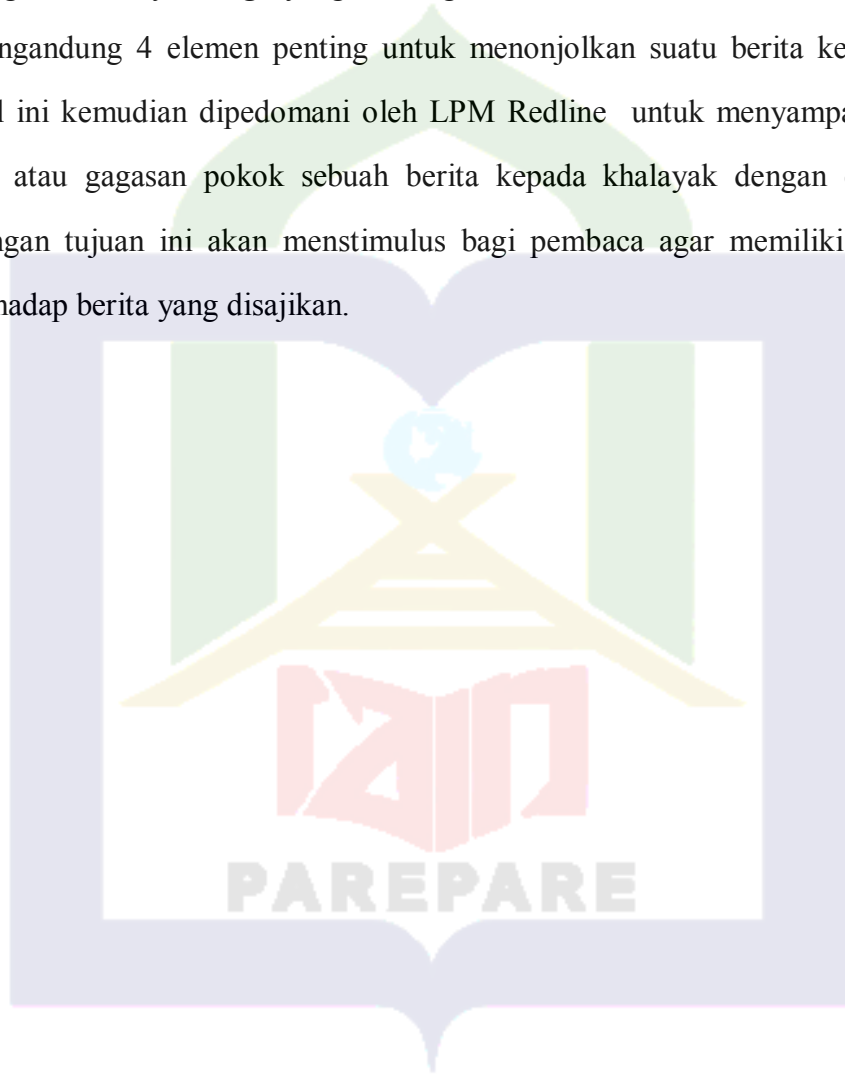 ngandung 4 elemen penting untuk menonjolkan suatu berita ke
l ini kemudian dipedomani oleh LPM Redline untuk menyampa
atau gagasan pokok sebuah berita kepada khalayak dengan
ngan tujuan ini akan menstimulus bagi pembaca agar memiliki
hadap berita yang disajikan.
iain
PAREPARE